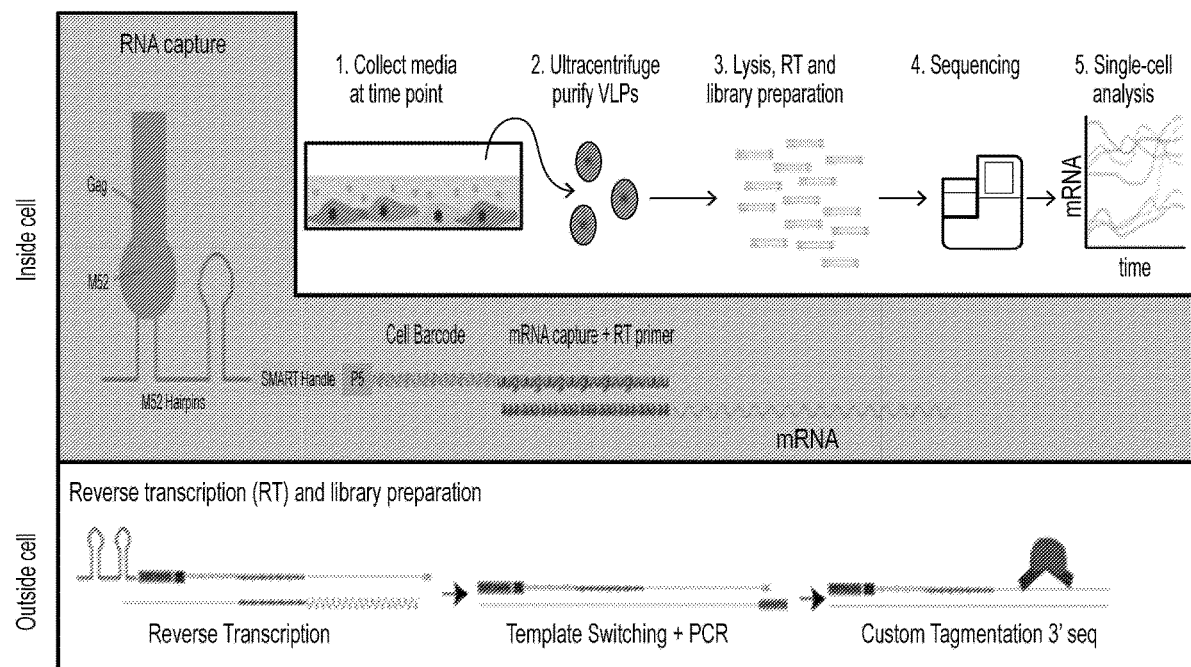 RNA capture
1. Collect media
at time point
2. Ultracentrifuge
purify VLPs
3. Lysis, RT and
library preparation
4. Sequencing
5. Single-cell
analysis
Inside cell
Gag
M52
mRNA
time
Cell Barcode
mRNA capture + RT primer
SMART Handle
P5
M52 Hairpins
mRNA
Outside cell
Reverse transcription (RT) and library preparation
Reverse Transcription
Template Switching + PCR
Custom Tagmentation 3' seq